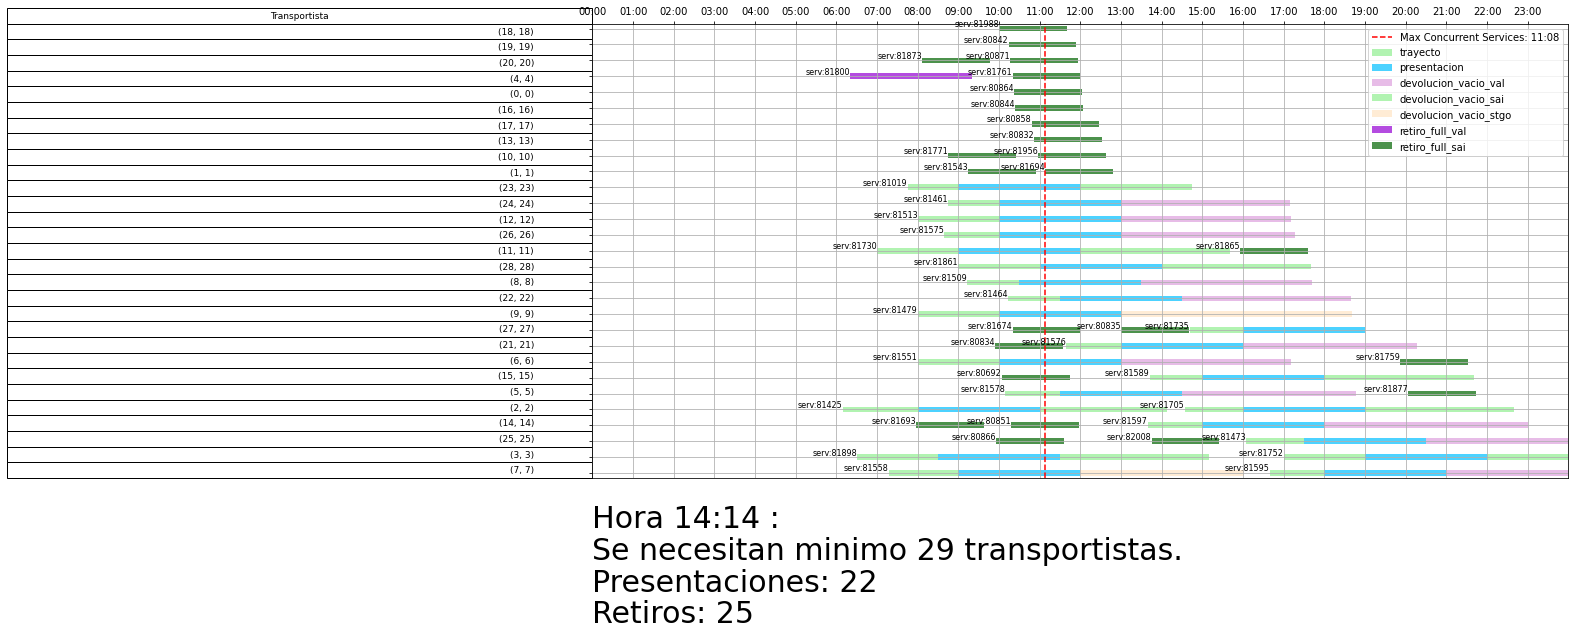 Transportista
00:00 01:00 02:00 03:00 04:00 05:00 06:00 07:00 08:00 09:00 10:00 11:00 12:00 13:00 14:00 15:00 16:00 17:00 18:00 19:00 20:00 21:00 22:00 23:00
(18, 18) serv:81988
(19, 19) serv:80842
(20, 20) serv:81873 serv:80871
(4, 4) serv:81800 serv:81761
(0, 0) serv:80864
(16, 16) serv:80844
(17, 17) serv:80858
(13, 13) serv:80832
(10, 10) serv:81771 serv:81956
(1, 1) serv:81543 serv:81694
(23, 23) serv:81019
(24, 24) serv:81461
(12, 12) serv:81513
(26, 26) serv:81575
(11, 11) serv:81730 serv:81865
(28, 28) serv:81861
(8, 8) serv:81509
(22, 22) serv:81464
(9, 9) serv:81479
(27, 27) serv:81674 serv:80835 serv:81735
(21, 21) serv:80834 serv:81576
(6, 6) serv:81551 serv:81759
(15, 15) serv:80692 serv:81589
(5, 5) serv:81578 serv:81877
(2, 2) serv:81425 serv:81705
(14, 14) serv:81693 serv:80851 serv:81597
(25, 25) serv:80866 serv:82008 serv:81473
(3, 3) serv:81898 serv:81752
(7, 7) serv:81558 serv:81595
Max Concurrent Services: 11:08
trayecto
presentacion
devolucion_vacio_val
devolucion_vacio_sai
devolucion_vacio_stgo
retiro_full_val
retiro_full_sai
Hora 14:14 :
Se necesitan minimo 29 transportistas.
Presentaciones: 22
Retiros: 25